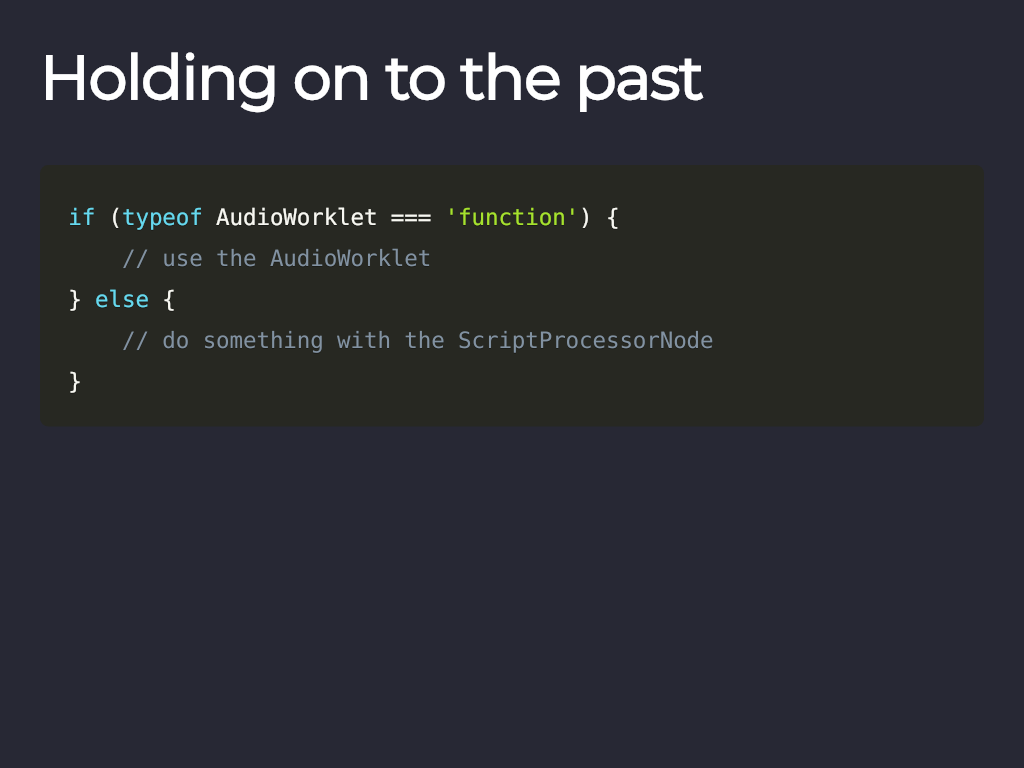 Holding on to the past
if (typeof AudioWorklet === 'function') {
    // use the AudioWorklet
} else {
    // do something with the ScriptProcessorNode
}